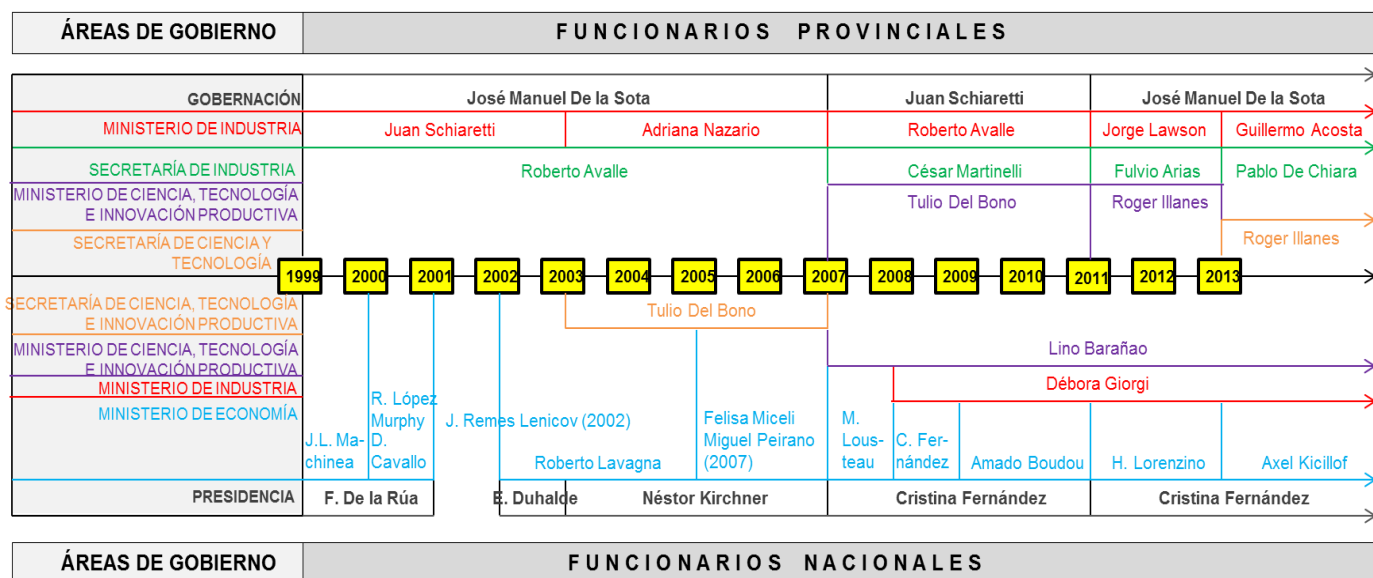 ÁREAS DE GOBIERNO FUNCIONARIOS PROVINCIALES
GOBERNACIÓN José Manuel De la Sota Juan Schiaretti José Manuel De la Sota
MINISTERIO DE INDUSTRIA Juan Schiaretti Adriana Nazario Roberto Avalle Jorge Lawson Guillermo Acosta
SECRETARÍA DE INDUSTRIA Roberto Avalle César Martinelli Fulvio Arias Pablo De Chiara
MINISTERIO DE CIENCIA, TECNOLOGÍA
E INNOVACIÓN PRODUCTIVA Tulio Del Bono Roger Illanes
SECRETARÍA DE CIENCIA Y
TECNOLOGÍA Roger Illanes
1999 2000 2001 2002 2003 2004 2005 2006 2007 2008 2009 2010 2011 2012 2013
SECRETARÍA DE CIENCIA, TECNOLOGÍA
E INNOVACIÓN PRODUCTIVA Tulio Del Bono
MINISTERIO DE CIENCIA, TECNOLOGÍA
E INNOVACIÓN PRODUCTIVA Lino Barañao
MINISTERIO DE INDUSTRIA Débora Giorgi
MINISTERIO DE ECONOMÍA
J.L. Ma-
chinea
R. López
Murphy
D.
Cavallo
J. Remes Lenicov (2002)
Roberto Lavagna
Felisa Miceli
Miguel Peirano
(2007)
M.
Lous-
teau
C. Fer-
nández
Amado Boudou
H. Lorenzino
Axel Kicillof
PRESIDENCIA F. De la Rúa E. Duhalde Néstor Kirchner Cristina Fernández Cristina Fernández
ÁREAS DE GOBIERNO FUNCIONARIOS NACIONALES